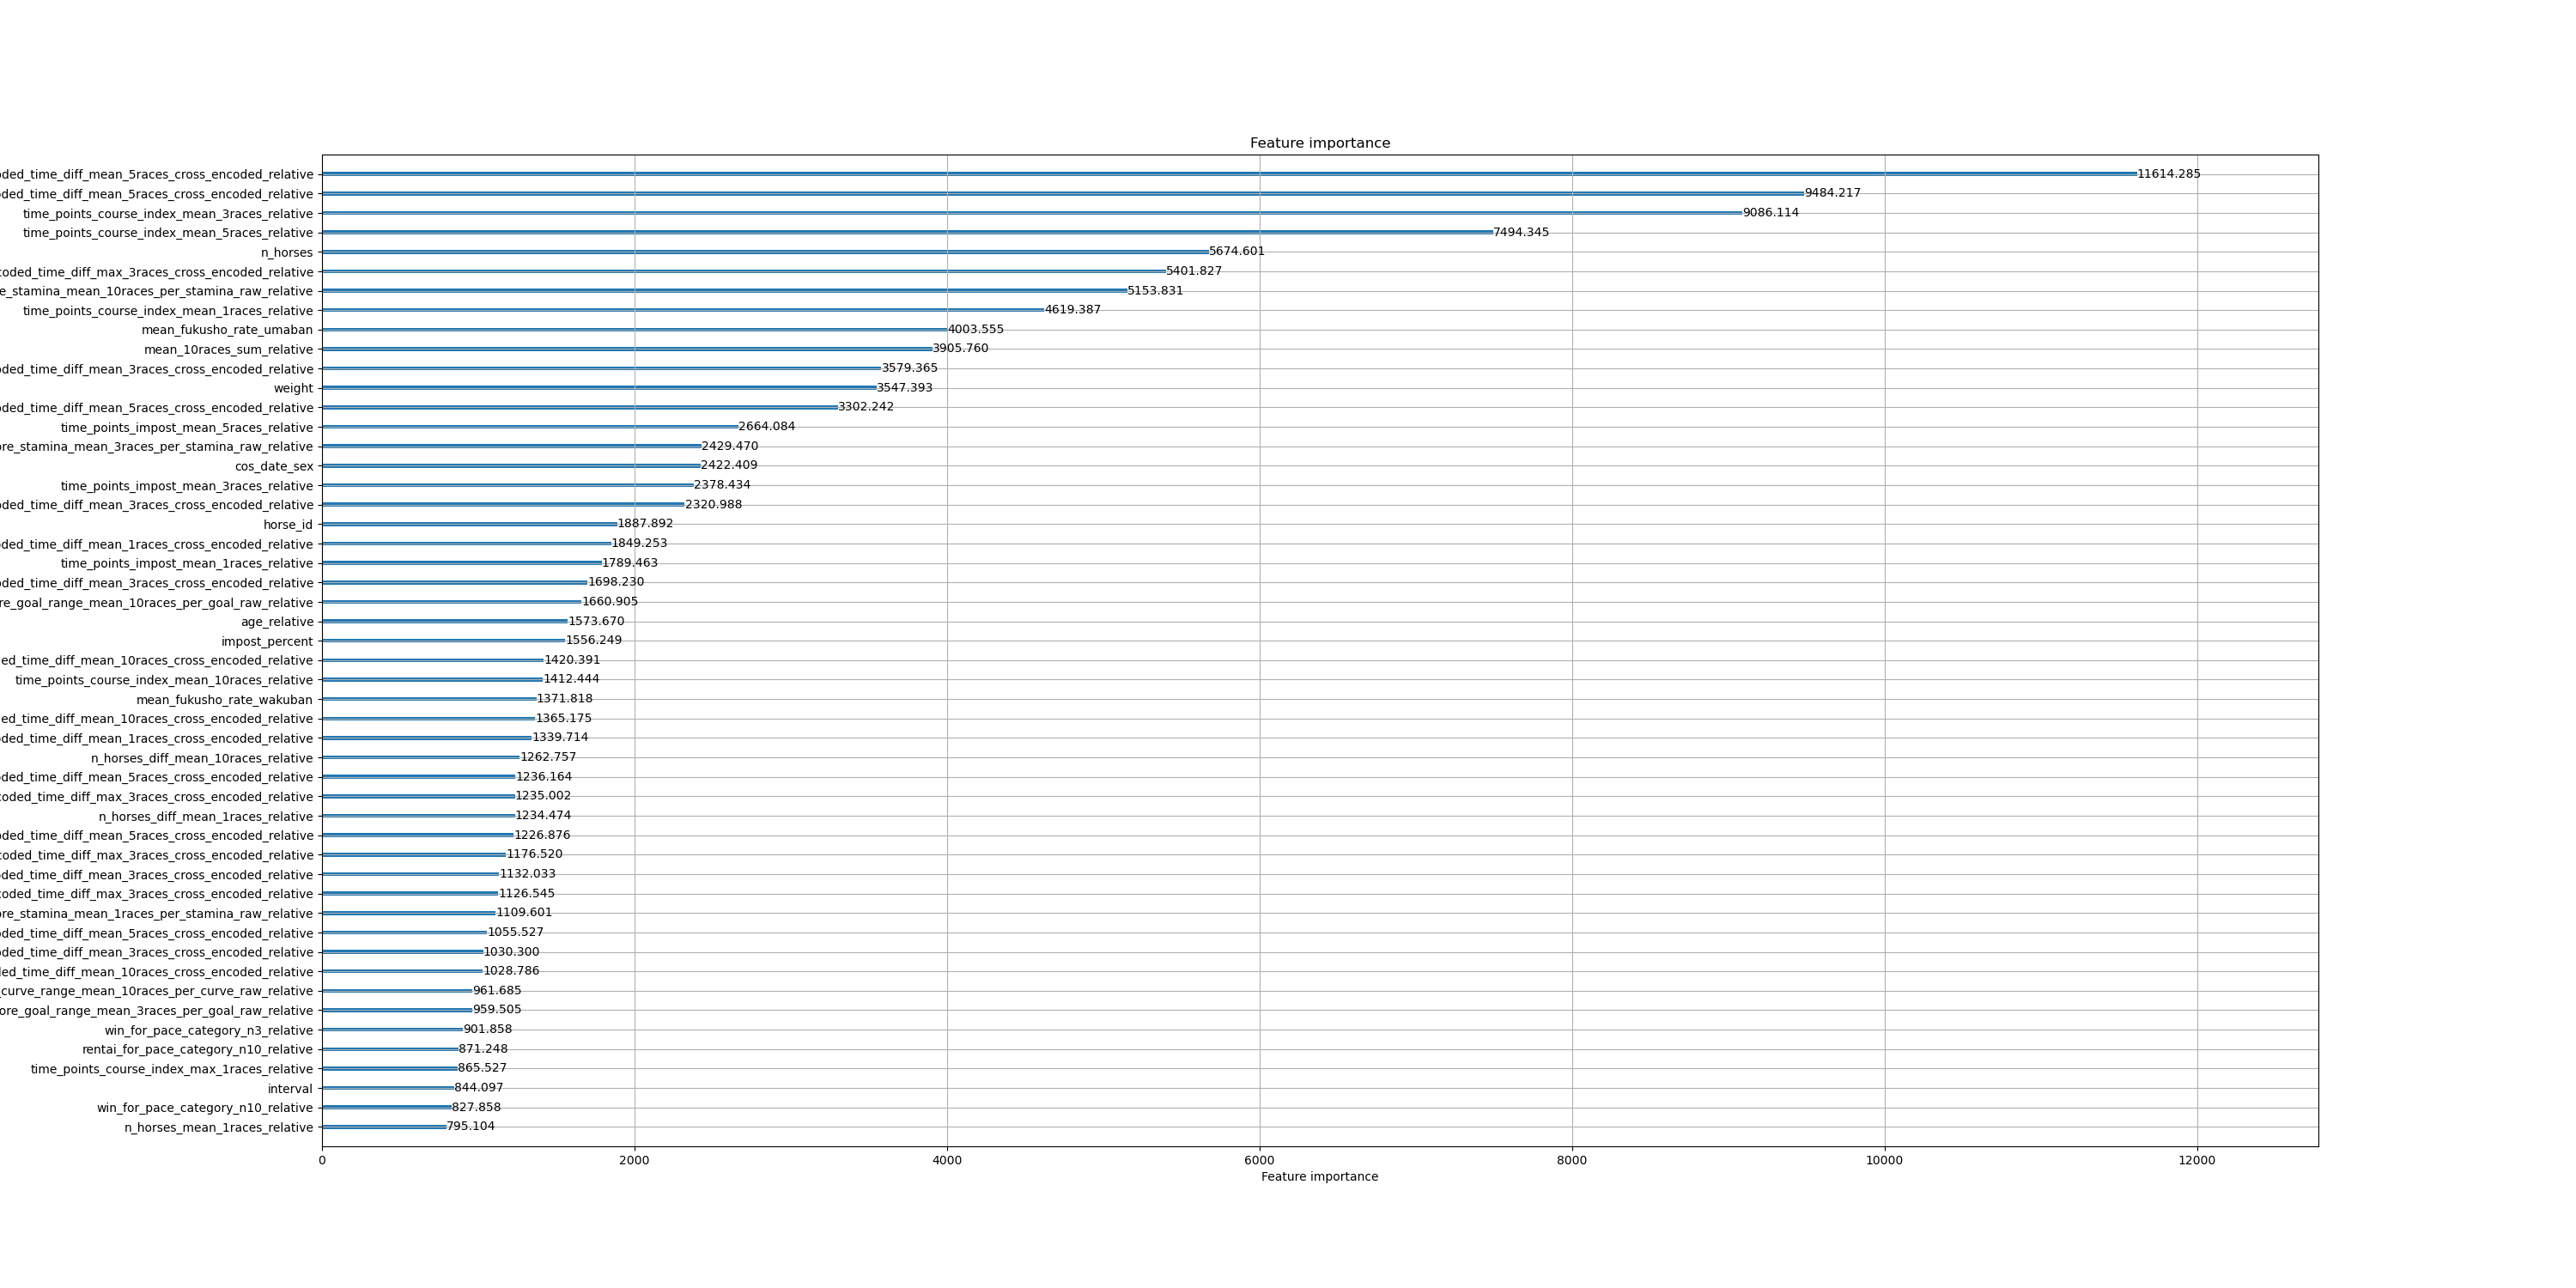 Feature importance
oded_time_diff_mean_5races_cross_encoded_relative 11614.285
oded_time_diff_mean_5races_cross_encoded_relative 9484.217
time_points_course_index_mean_3races_relative 9086.114
time_points_course_index_mean_5races_relative 7494.345
n_horses 5674.601
coded_time_diff_max_3races_cross_encoded_relative 5401.827
e_stamina_mean_10races_per_stamina_raw_relative 5153.831
time_points_course_index_mean_1races_relative 4619.387
mean_fukusho_rate_umaban 4003.555
mean_10races_sum_relative 3905.760
oded_time_diff_mean_3races_cross_encoded_relative 3579.365
weight 3547.393
oded_time_diff_mean_5races_cross_encoded_relative 3302.242
time_points_impost_mean_5races_relative 2664.084
ore_stamina_mean_3races_per_stamina_raw_relative 2429.470
cos_date_sex 2422.409
time_points_impost_mean_3races_relative 2378.434
oded_time_diff_mean_3races_cross_encoded_relative 2320.988
horse_id 1887.892
oded_time_diff_mean_1races_cross_encoded_relative 1849.253
time_points_impost_mean_1races_relative 1789.463
oded_time_diff_mean_3races_cross_encoded_relative 1698.230
re_goal_range_mean_10races_per_goal_raw_relative 1660.905
age_relative 1573.670
impost_percent 1556.249
ed_time_diff_mean_10races_cross_encoded_relative 1420.391
time_points_course_index_mean_10races_relative 1412.444
mean_fukusho_rate_wakuban 1371.818
ed_time_diff_mean_10races_cross_encoded_relative 1365.175
oded_time_diff_mean_1races_cross_encoded_relative 1339.714
n_horses_diff_mean_10races_relative 1262.757
oded_time_diff_mean_5races_cross_encoded_relative 1236.164
coded_time_diff_max_3races_cross_encoded_relative 1235.002
n_horses_diff_mean_1races_relative 1234.474
oded_time_diff_mean_5races_cross_encoded_relative 1226.876
coded_time_diff_max_3races_cross_encoded_relative 1176.520
oded_time_diff_mean_3races_cross_encoded_relative 1132.033
coded_time_diff_max_3races_cross_encoded_relative 1126.545
ore_stamina_mean_1races_per_stamina_raw_relative 1109.601
oded_time_diff_mean_5races_cross_encoded_relative 1055.527
oded_time_diff_mean_3races_cross_encoded_relative 1030.300
ded_time_diff_mean_10races_cross_encoded_relative 1028.786
_curve_range_mean_10races_per_curve_raw_relative 961.685
ore_goal_range_mean_3races_per_goal_raw_relative 959.505
win_for_pace_category_n3_relative 901.858
rentai_for_pace_category_n10_relative 871.248
time_points_course_index_max_1races_relative 865.527
interval 844.097
win_for_pace_category_n10_relative 827.858
n_horses_mean_1races_relative 795.104
0 2000 4000 6000 8000 10000 12000
Feature importance